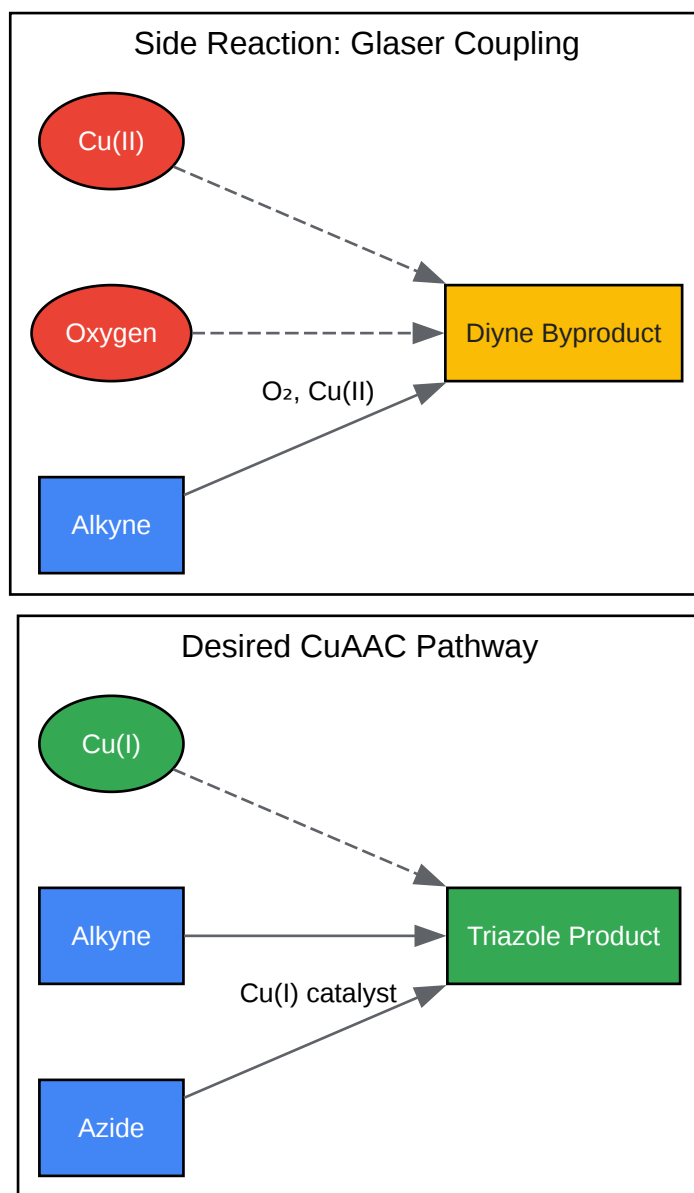 Side Reaction: Glaser Coupling
Cu(II)
Oxygen
Diyne Byproduct
O₂, Cu(II)
Alkyne
Desired CuAAC Pathway
Cu(I)
Alkyne
Triazole Product
Cu(I) catalyst
Azide